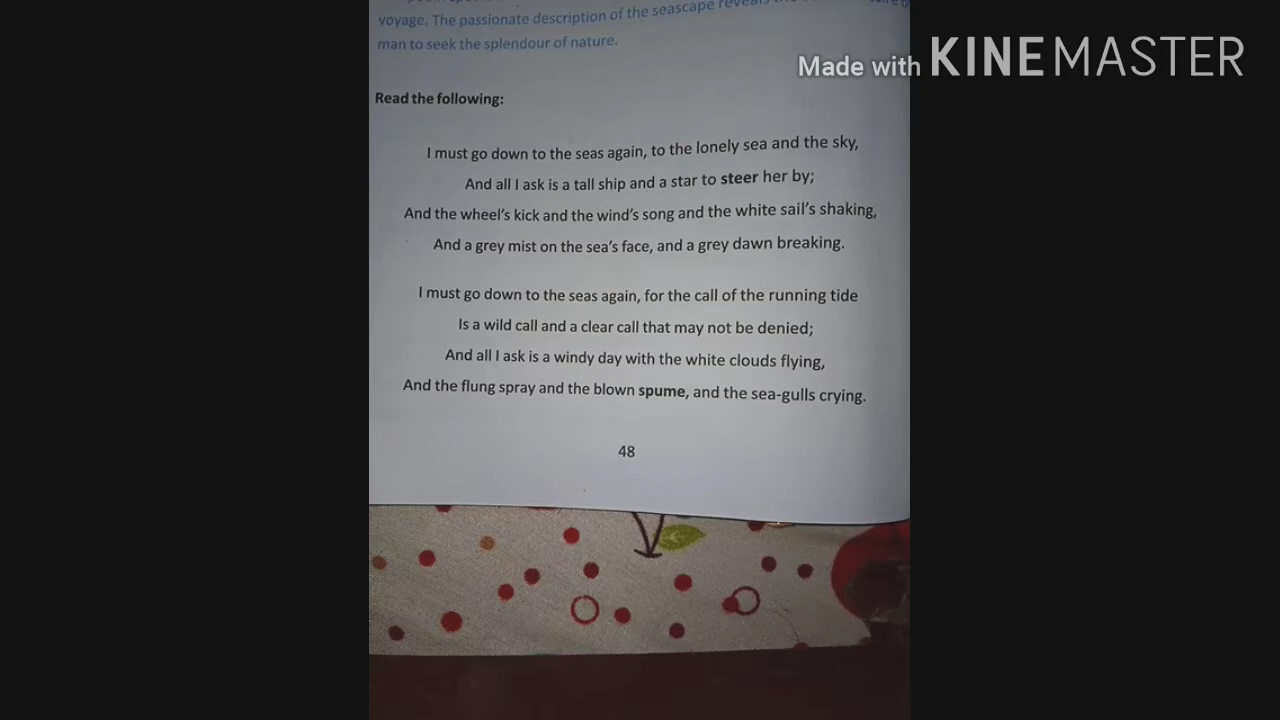 voyage. The passionate description of the seascape reveals the
man to seek the splendour of nature.
Made with KINEMASTER
Read the following:
I must go down to the seas again, to the lonely sea and the sky,
And all I ask is a tall ship and a star to steer her by;
And the wheel's kick and the wind's song and the white sail's shaking,
And a grey mist on the sea's face, and a grey dawn breaking.
I must go down to the seas again, for the call of the running tide
Is a wild call and a clear call that may not be denied;
And all I ask is a windy day with the white clouds flying,
And the flung spray and the blown spume, and the sea-gulls crying.
48